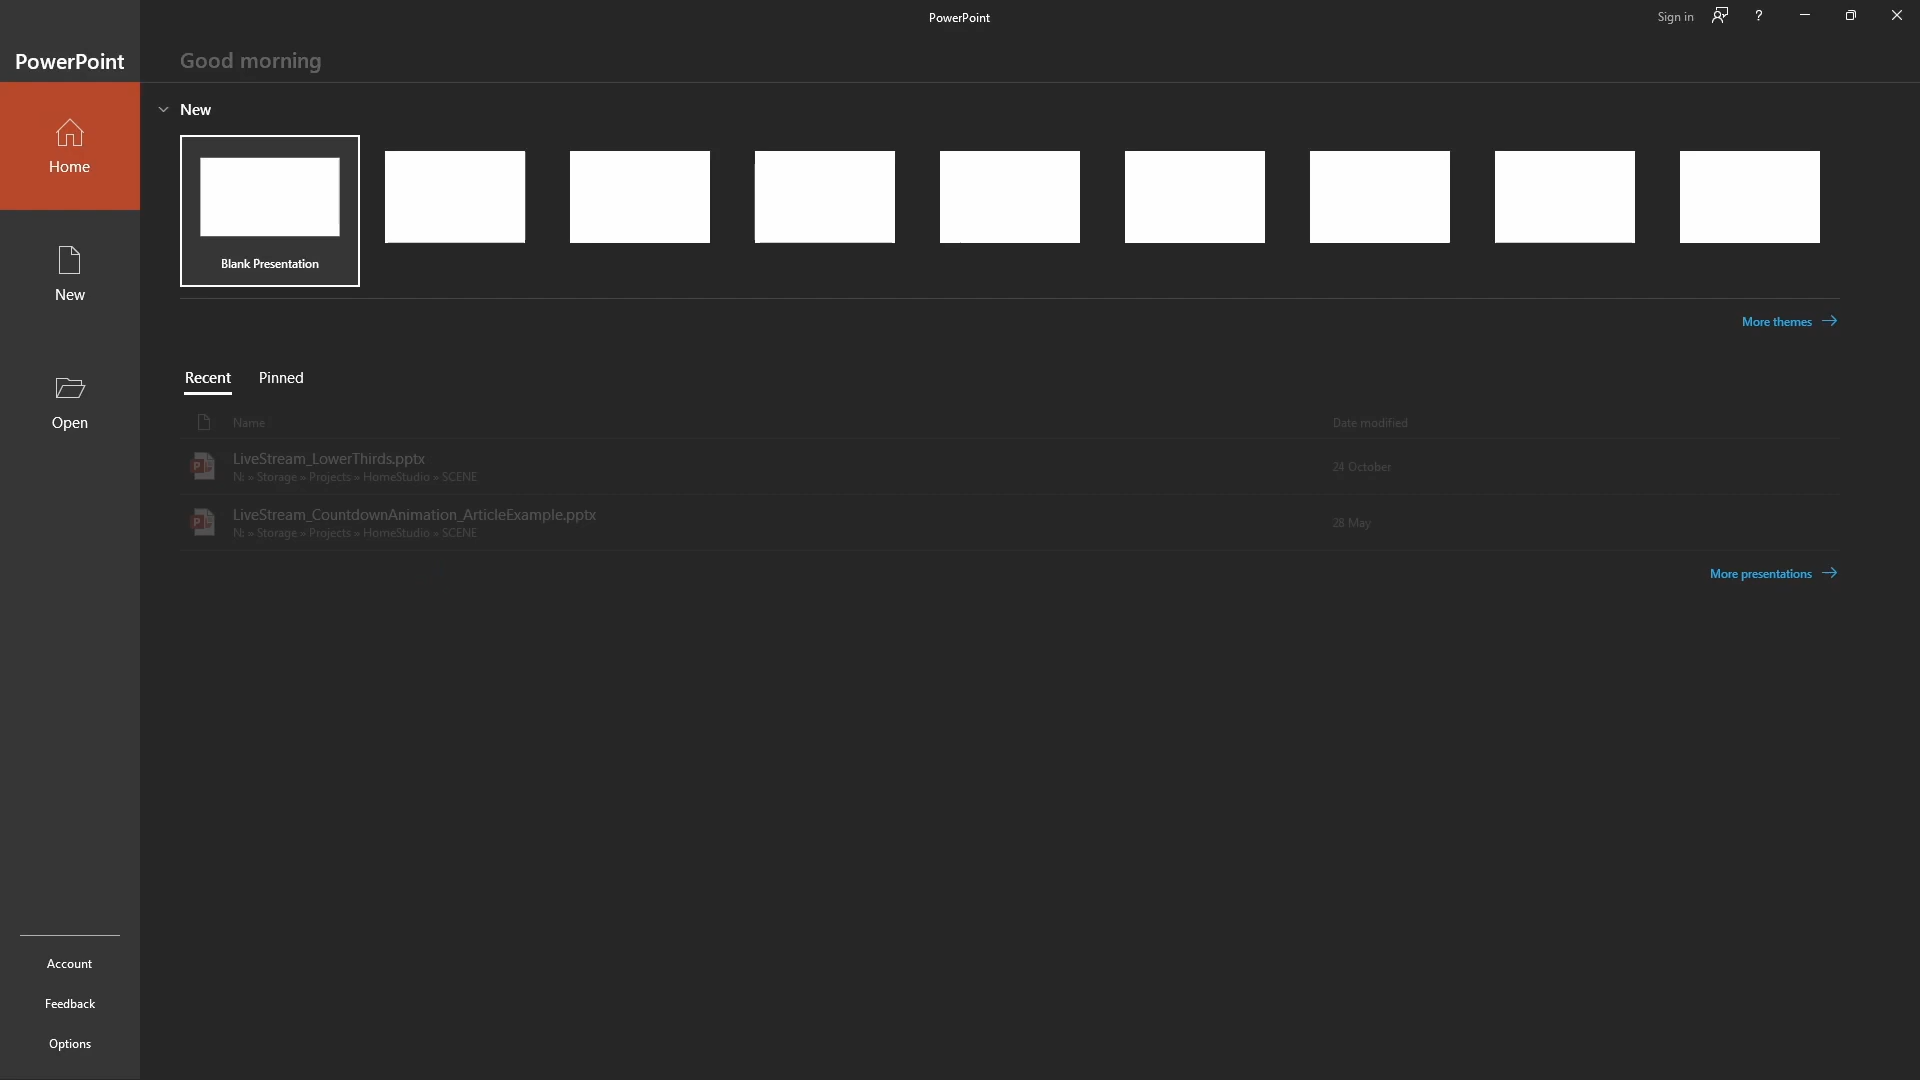 PowerPoint
Sign in
?
PowerPoint
Good morning
Home
New
Open
New
Blank Presentation
More themes
Recent Pinned
Name Date modified
LiveStream_LowerThirds.pptx
N: » Storage » Projects » HomeStudio » SCENE
24 October
LiveStream_CountdownAnimation_ArticleExample.pptx
N: » Storage » Projects » HomeStudio » SCENE
28 May
More presentations
Account
Feedback
Options